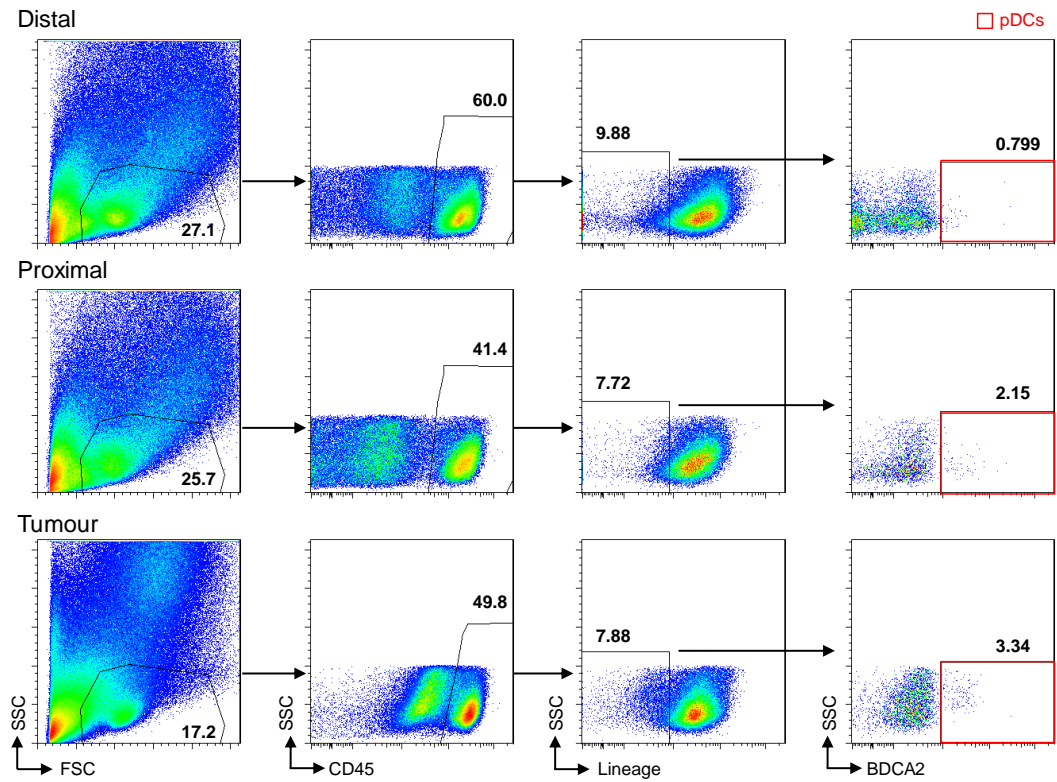 Distal
pDCs
60.0
9.88
0.799
27.1
Proximal
41.4
7.72
2.15
25.7
Tumour
49.8
7.88
3.34
17.2
SSC
SSC
SSC
SSC
FSC
CD45
Lineage
BDCA2